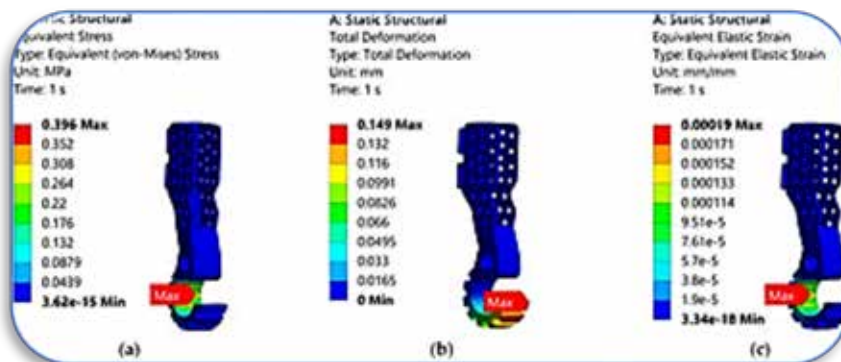 Structural
Equivalent Stress
Type: Equivalent (von-Mises) Stress
Unit: MPa
Time: 1 s
0.396 Max
0.352
0.308
0.264
0.22
0.176
0.132
0.0879
0.0439
3.62e-15 Min
Max
(a)
A: Static Structural
Total Deformation
Type: Total Deformation
Unit: mm
Time: 1 s
0.149 Max
0.132
0.116
0.0991
0.0826
0.066
0.0495
0.033
0.0165
0 Min
Max
(b)
A: Static Structural
Equivalent Elastic Strain
Type: Equivalent Elastic Strain
Unit: mm/mm
Time: 1 s
0.00019 Max
0.000171
0.000152
0.000133
0.000114
9.51e-5
7.61e-5
5.7e-5
3.8e-5
1.9e-5
3.34e-18 Min
Max
(c)